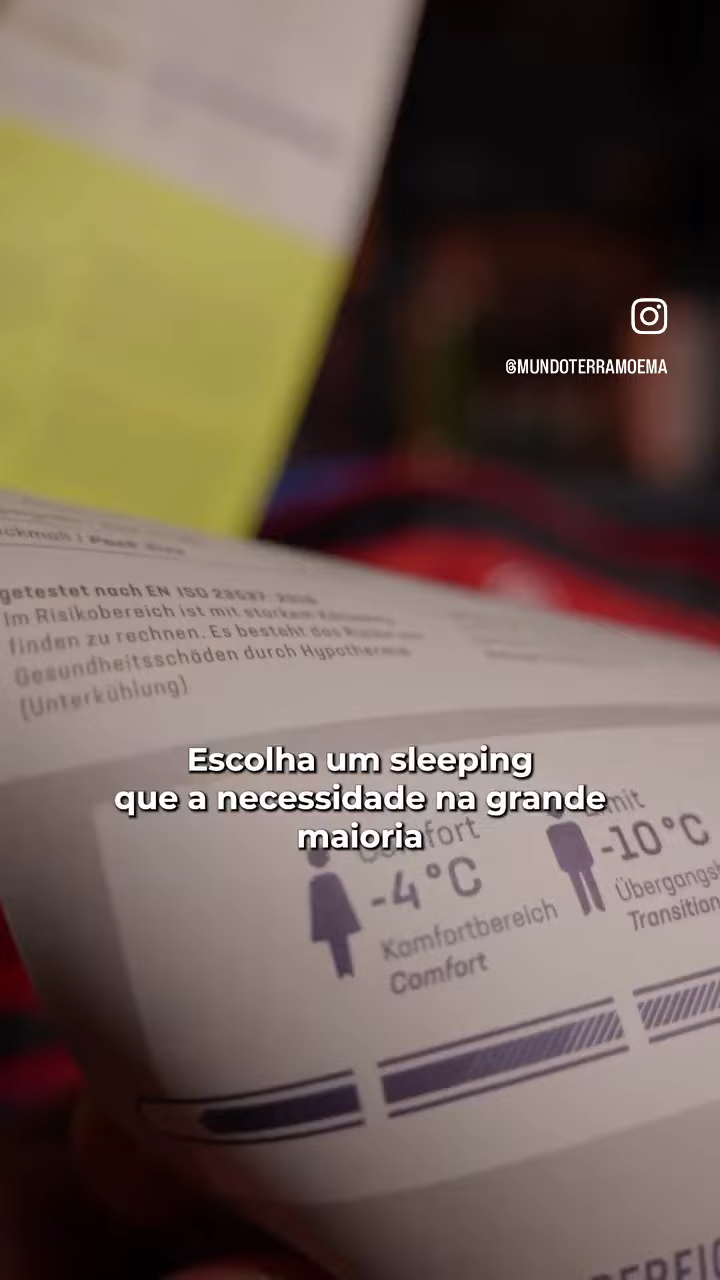 @MUNDOTERRAMOEMA
getestet nach EN ISO 23537
Im Risikobereich ist mit starkem
finden zu rechnen. Es besteht das
Gesundheitsschäden durch Hypothermie
(Unterkühlung)
Escolha um sleeping
que a necessidade na grande
maioria
-4°C
Komfortbereich
Comfort
-10°C
Transition